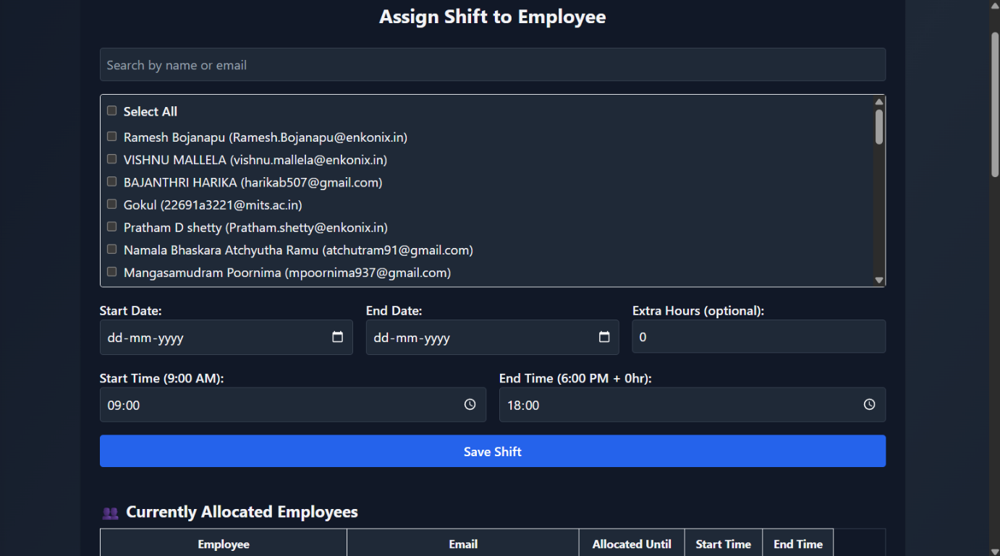 Assign Shift to Employee
Search by name or email
Select All
Ramesh Bojanapu (Ramesh.Bojanapu@enkonix.in)
VISHNU MALLELA (vishnu.mallela@enkonix.in)
BAJANTHRI HARIKA (harikab507@gmail.com)
Gokul (22691a3221@mits.ac.in)
Pratham D shetty (Pratham.shetty@enkonix.in)
Namala Bhaskara Atchyutha Ramu (atchutram91@gmail.com)
Mangasamudram Poornima (mpoornima937@gmail.com)
Start Date: End Date: Extra Hours (optional):
dd-mm-yyyy dd-mm-yyyy 0
Start Time (9:00 AM): End Time (6:00 PM + 0hr):
09:00 18:00
Save Shift
Currently Allocated Employees
Employee Email Allocated Until Start Time End Time